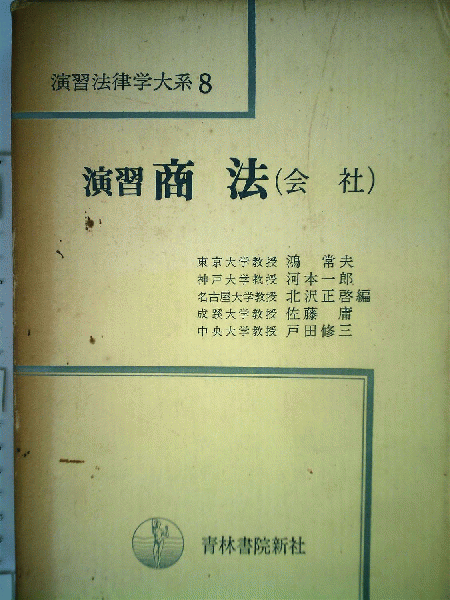 演習法律学大系8
演習 商 法(会 社)
東京大学教授 鴻 常夫
神戸大学教授 河本一郎
名古屋大学教授 北沢正啓編
成蹊大学教授 佐藤 庸
中央大学教授 戸田修三
青林書院新社